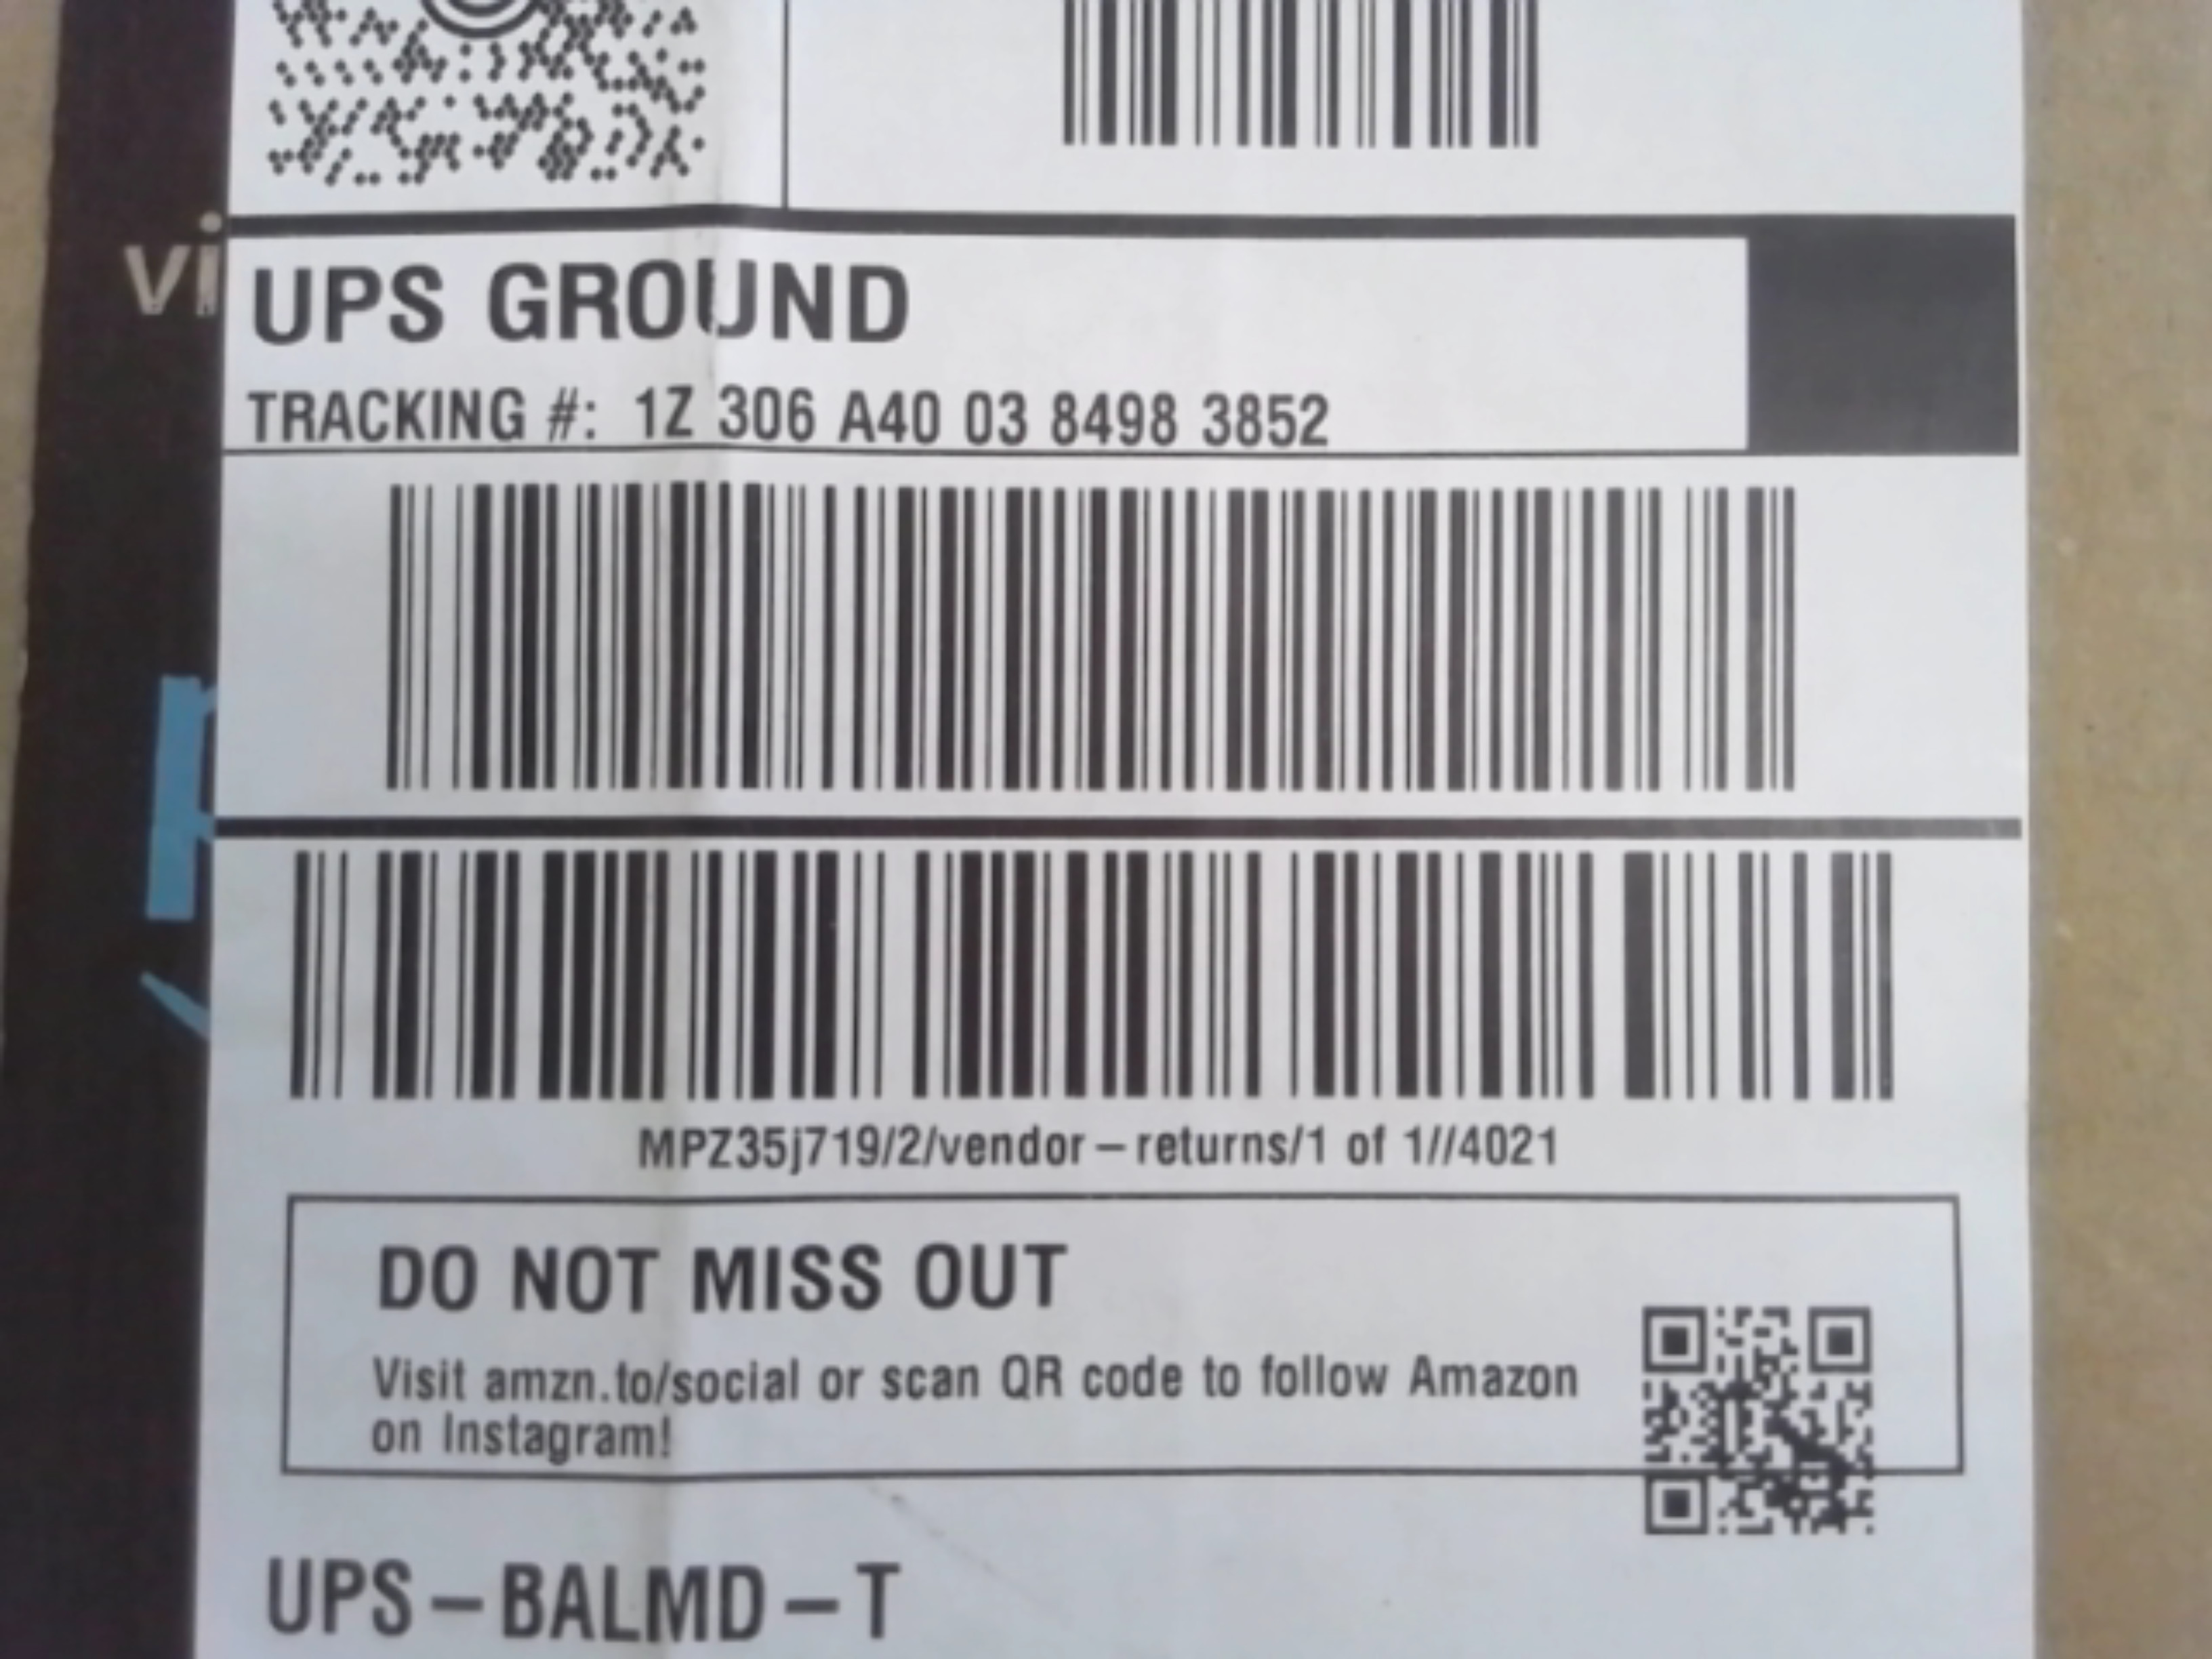 vi
UPS GROUND
TRACKING #: 1Z 306 A40 03 8498 3852
MPZ35j719/2/vendor-returns/1 of 1//4021
DO NOT MISS OUT
Visit amzn.to/social or scan QR code to follow Amazon
on Instagram!
UPS-BALMD-T